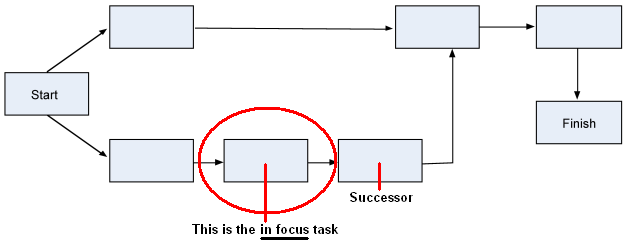 Start
Finish
Successor
This is the in focus task